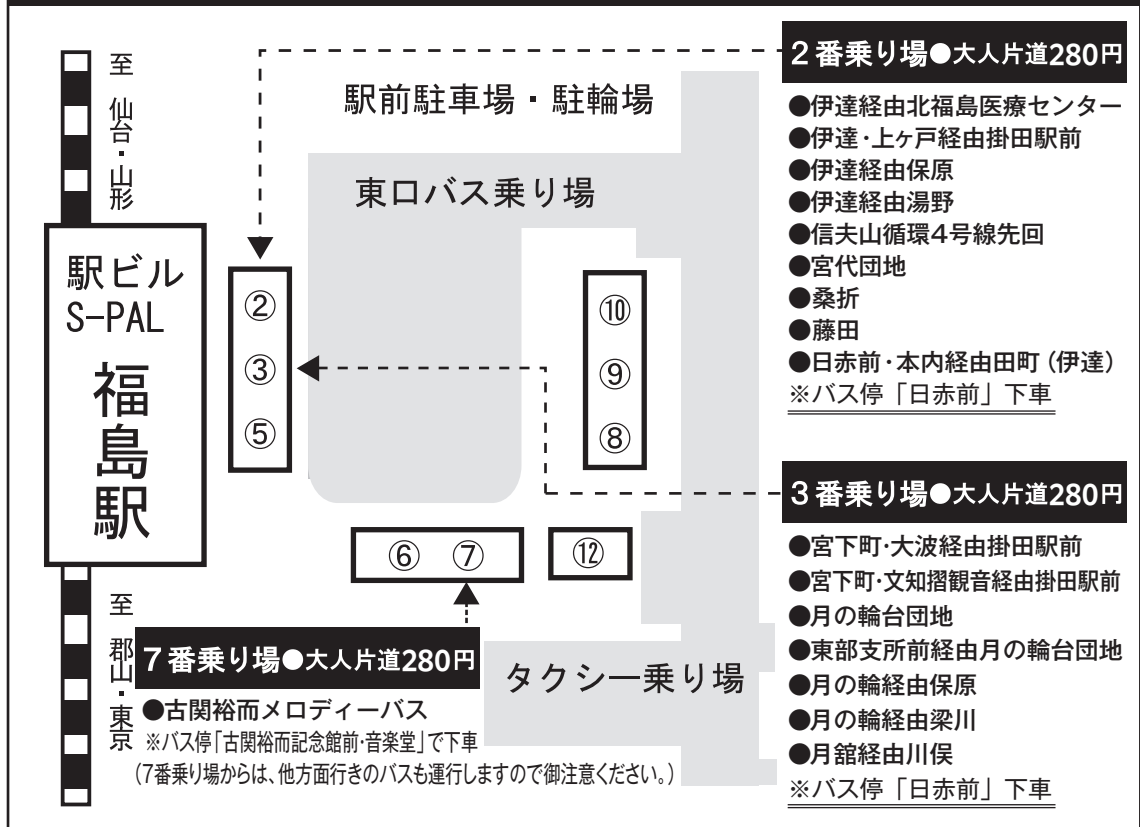 至 仙台・山形
駅前駐車場・駐輪場
東口バス乗り場
駅ビル
S-PAL
福島駅
②
③
⑤
⑩
⑨
⑧
⑥ ⑦
⑫
至 郡山・東京
タクシー乗り場
2番乗り場●大人片道280円
●伊達経由北福島医療センター
●伊達・上ヶ戸経由掛田駅前
●伊達経由保原
●伊達経由湯野
●信夫山循環4号線先回
●宮代団地
●桑折
●藤田
●日赤前・本内経由田町（伊達）
※バス停「日赤前」下車
3番乗り場●大人片道280円
●宮下町・大波経由掛田駅前
●宮下町・文知摺観音経由掛田駅前
●月の輪台団地
●東部支所前経由月の輪台団地
●月の輪経由保原
●月の輪経由梁川
●月舘経由川俣
※バス停「日赤前」下車
7番乗り場●大人片道280円
●古関裕而メロディーバス
※バス停「古関裕而記念館前・音楽堂」で下車
（7番乗り場からは、他方面行きのバスも運行しますので御注意ください。）